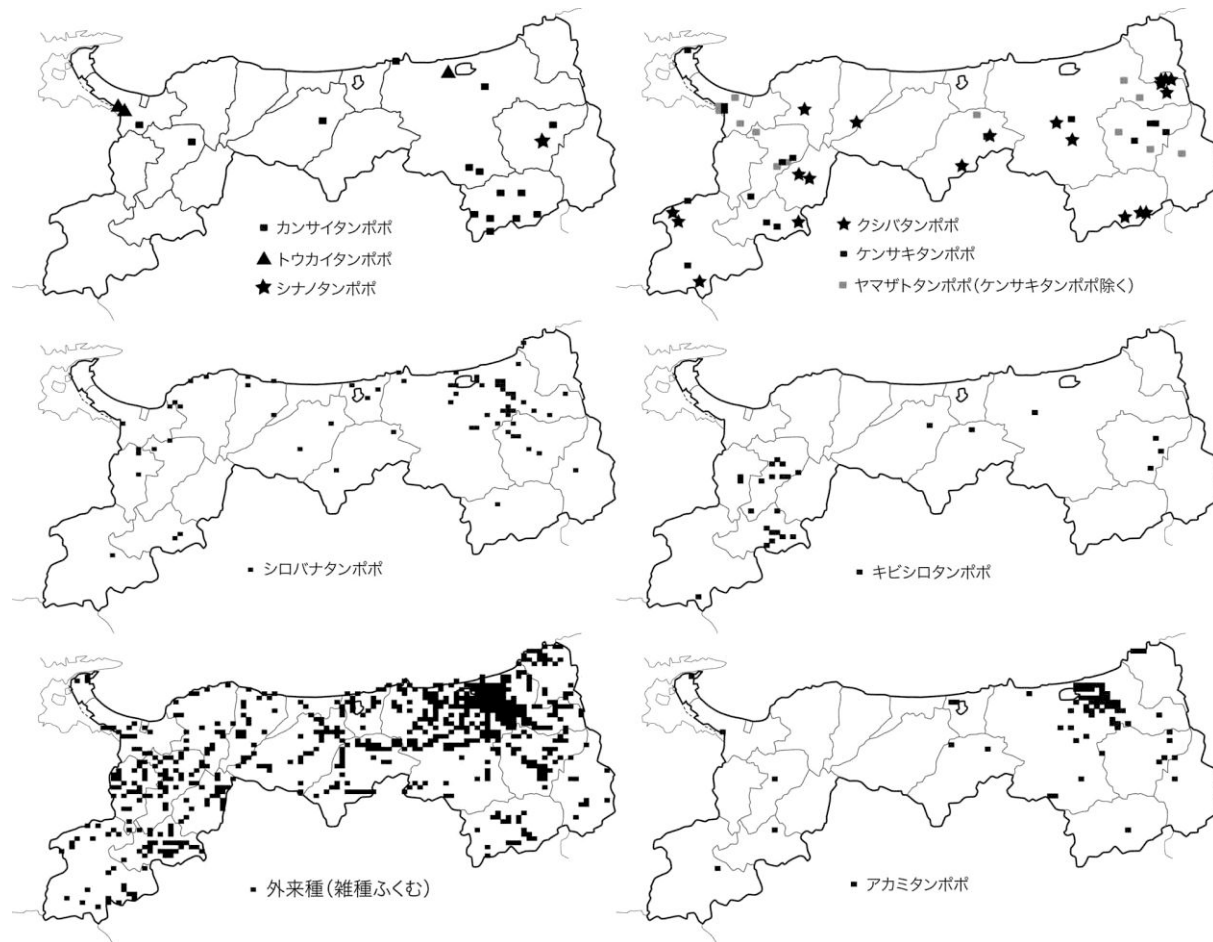 カンサイタンポポ
トウカイタンポポ
シナノタンポポ
クシバタンポポ
ケンサキタンポポ
ヤマザトタンポポ(ケンサキタンポポ除く)
シロバナタンポポ
キビシロタンポポ
外来種(雑種ふくむ)
アカミタンポポ